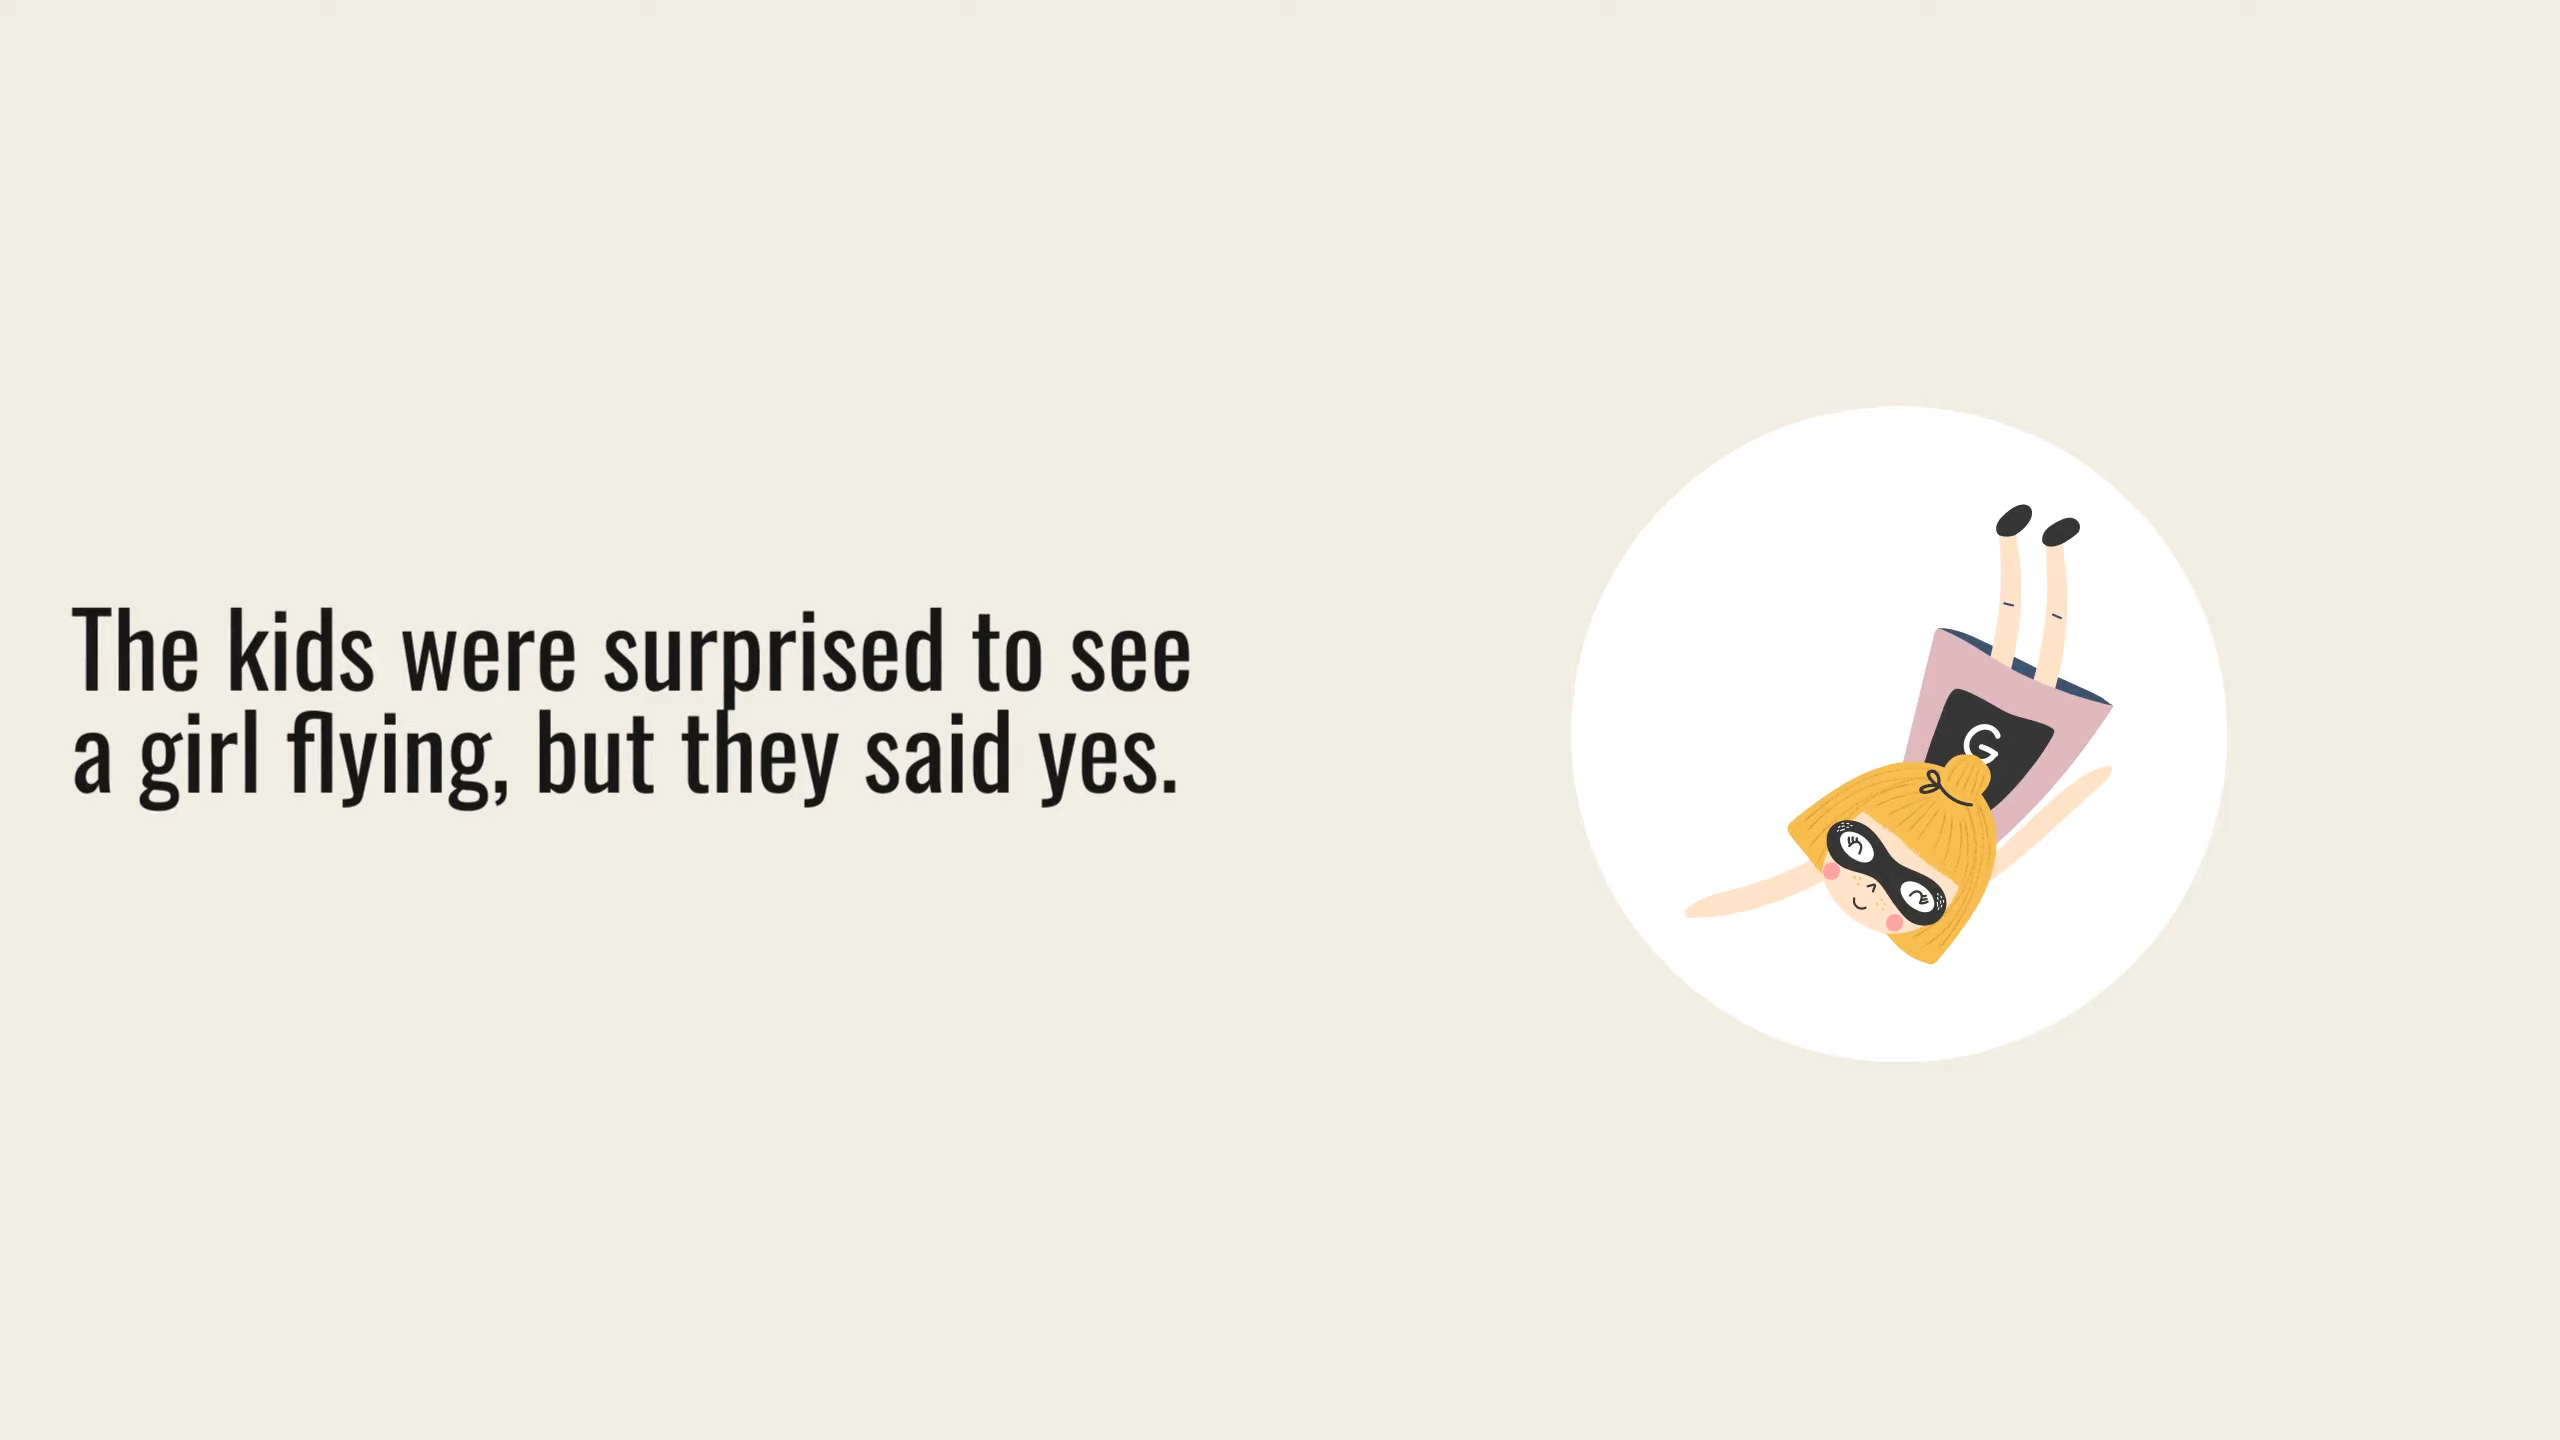 The kids were surprised to see
a girl flying, but they said yes.
G